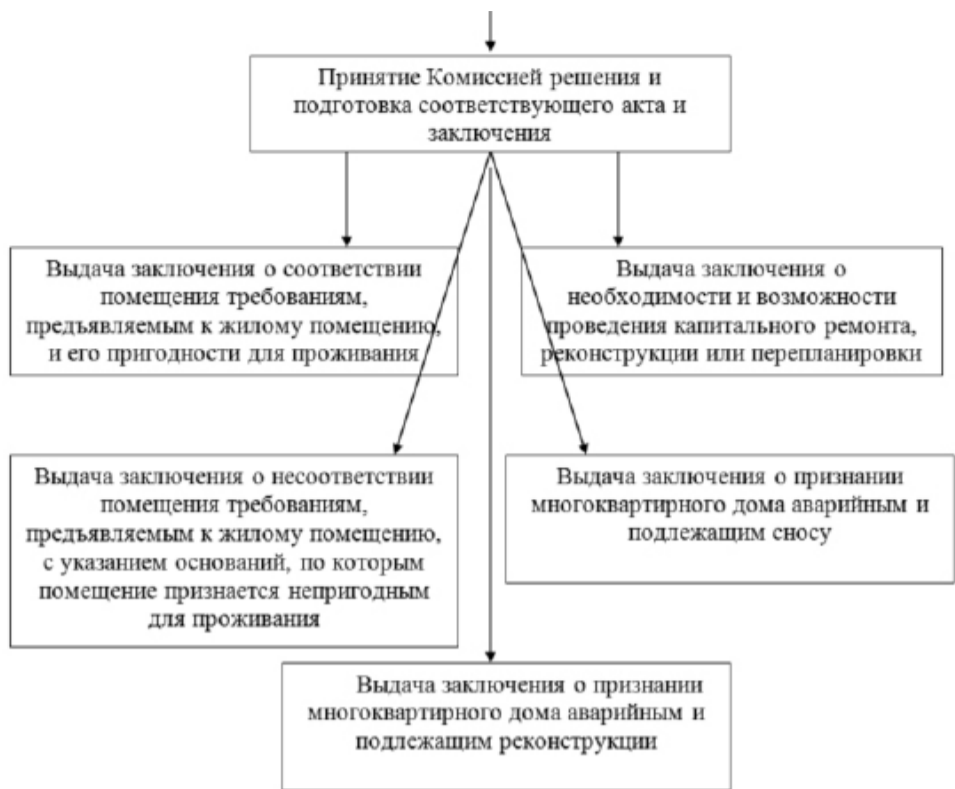 Принятие Комиссией решения и
подготовка соответствующего акта и
заключения
Выдача заключения о соответствии
помещения требованиям,
предъявляемым к жилому помещению,
и его пригодности для проживания
Выдача заключения о
необходимости и возможности
проведения капитального ремонта,
реконструкции или перепланировки
Выдача заключения о несоответствии
помещения требованиям,
предъявляемым к жилому помещению,
с указанием оснований, по которым
помещение признается непригодным
для проживания
Выдача заключения о признании
многоквартирного дома аварийным и
подлежащим сносу
Выдача заключения о признании
многоквартирного дома аварийным и
подлежащим реконструкции